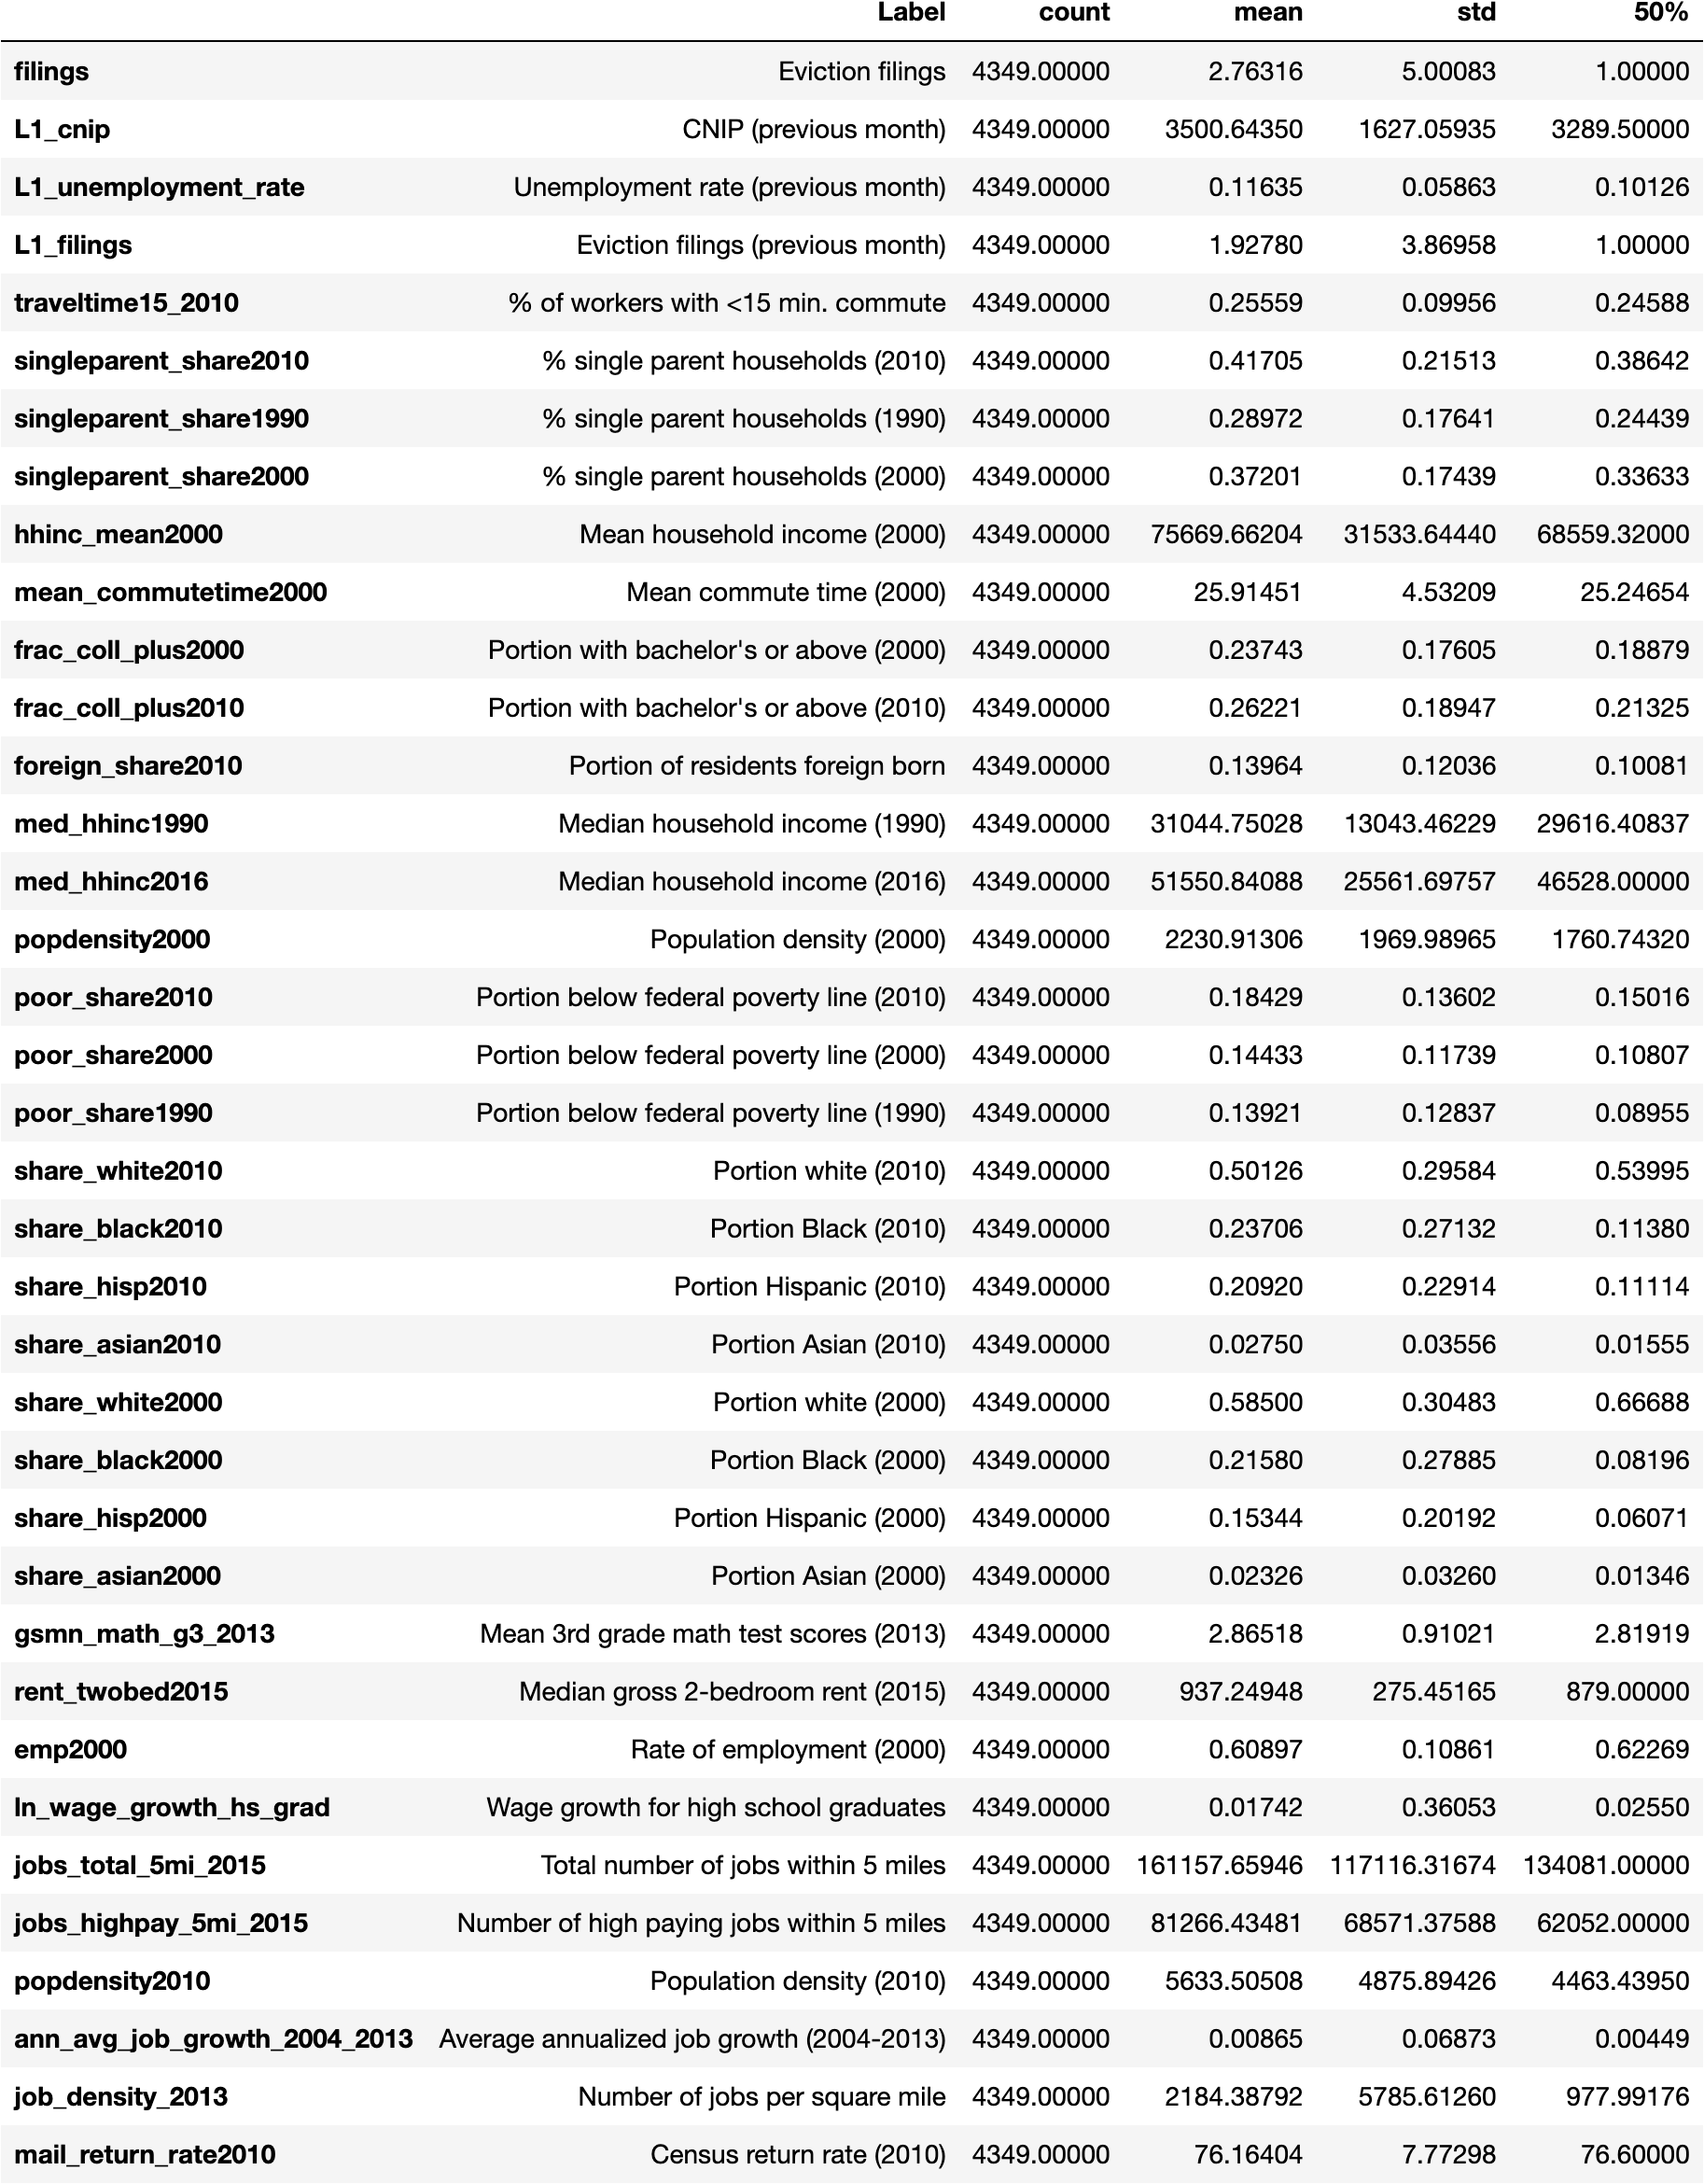 Label count mean std 50%
filings Eviction filings 4349.00000 2.76316 5.00083 1.00000
L1_cnip CNIP (previous month) 4349.00000 3500.64350 1627.05935 3289.50000
L1_unemployment_rate Unemployment rate (previous month) 4349.00000 0.11635 0.05863 0.10126
L1_filings Eviction filings (previous month) 4349.00000 1.92780 3.86958 1.00000
traveltime15_2010 % of workers with <15 min. commute 4349.00000 0.25559 0.09956 0.24588
singleparent_share2010 % single parent households (2010) 4349.00000 0.41705 0.21513 0.38642
singleparent_share1990 % single parent households (1990) 4349.00000 0.28972 0.17641 0.24439
singleparent_share2000 % single parent households (2000) 4349.00000 0.37201 0.17439 0.33633
hhinc_mean2000 Mean household income (2000) 4349.00000 75669.66204 31533.64440 68559.32000
mean_commutetime2000 Mean commute time (2000) 4349.00000 25.91451 4.53209 25.24654
frac_coll_plus2000 Portion with bachelor's or above (2000) 4349.00000 0.23743 0.17605 0.18879
frac_coll_plus2010 Portion with bachelor's or above (2010) 4349.00000 0.26221 0.18947 0.21325
foreign_share2010 Portion of residents foreign born 4349.00000 0.13964 0.12036 0.10081
med_hhinc1990 Median household income (1990) 4349.00000 31044.75028 13043.46229 29616.40837
med_hhinc2016 Median household income (2016) 4349.00000 51550.84088 25561.69757 46528.00000
popdensity2000 Population density (2000) 4349.00000 2230.91306 1969.98965 1760.74320
poor_share2010 Portion below federal poverty line (2010) 4349.00000 0.18429 0.13602 0.15016
poor_share2000 Portion below federal poverty line (2000) 4349.00000 0.14433 0.11739 0.10807
poor_share1990 Portion below federal poverty line (1990) 4349.00000 0.13921 0.12837 0.08955
share_white2010 Portion white (2010) 4349.00000 0.50126 0.29584 0.53995
share_black2010 Portion Black (2010) 4349.00000 0.23706 0.27132 0.11380
share_hisp2010 Portion Hispanic (2010) 4349.00000 0.20920 0.22914 0.11114
share_asian2010 Portion Asian (2010) 4349.00000 0.02750 0.03556 0.01555
share_white2000 Portion white (2000) 4349.00000 0.58500 0.30483 0.66688
share_black2000 Portion Black (2000) 4349.00000 0.21580 0.27885 0.08196
share_hisp2000 Portion Hispanic (2000) 4349.00000 0.15344 0.20192 0.06071
share_asian2000 Portion Asian (2000) 4349.00000 0.02326 0.03260 0.01346
gsmn_math_g3_2013 Mean 3rd grade math test scores (2013) 4349.00000 2.86518 0.91021 2.81919
rent_twobed2015 Median gross 2-bedroom rent (2015) 4349.00000 937.24948 275.45165 879.00000
emp2000 Rate of employment (2000) 4349.00000 0.60897 0.10861 0.62269
ln_wage_growth_hs_grad Wage growth for high school graduates 4349.00000 0.01742 0.36053 0.02550
jobs_total_5mi_2015 Total number of jobs within 5 miles 4349.00000 161157.65946 117116.31674 134081.00000
jobs_highpay_5mi_2015 Number of high paying jobs within 5 miles 4349.00000 81266.43481 68571.37588 62052.00000
popdensity2010 Population density (2010) 4349.00000 5633.50508 4875.89426 4463.43950
ann_avg_job_growth_2004_2013 Average annualized job growth (2004-2013) 4349.00000 0.00865 0.06873 0.00449
job_density_2013 Number of jobs per square mile 4349.00000 2184.38792 5785.61260 977.99176
mail_return_rate2010 Census return rate (2010) 4349.00000 76.16404 7.77298 76.60000